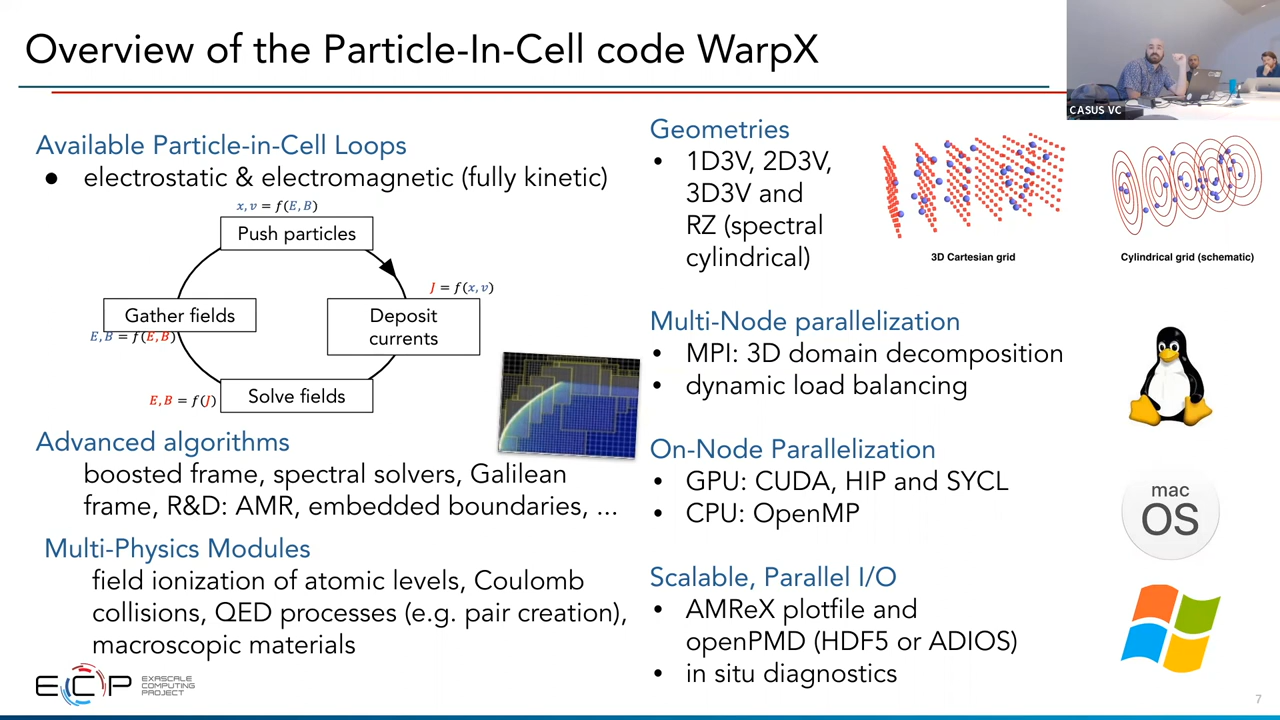 Overview of the Particle-In-Cell code WarpX
CASUS VC
Available Particle-in-Cell Loops
● electrostatic & electromagnetic (fully kinetic)
x, v = f(E, B)
Push particles
J = f(x, v)
Gather fields
Deposit
currents
E, B = f(E, B)
E, B = f(J)
Solve fields
Advanced algorithms
boosted frame, spectral solvers, Galilean
frame, R&D: AMR, embedded boundaries, ...
Multi-Physics Modules
field ionization of atomic levels, Coulomb
collisions, QED processes (e.g. pair creation),
macroscopic materials
ECP EXASCALE
COMPUTING
PROJECT
Geometries
• 1D3V, 2D3V,
3D3V and
RZ (spectral
cylindrical)
3D Cartesian grid
Cylindrical grid (schematic)
Multi-Node parallelization
• MPI: 3D domain decomposition
• dynamic load balancing
On-Node Parallelization
• GPU: CUDA, HIP and SYCL
• CPU: OpenMP
mac
OS
Scalable, Parallel I/O
• AMReX plotfile and
openPMD (HDF5 or ADIOS)
• in situ diagnostics
7